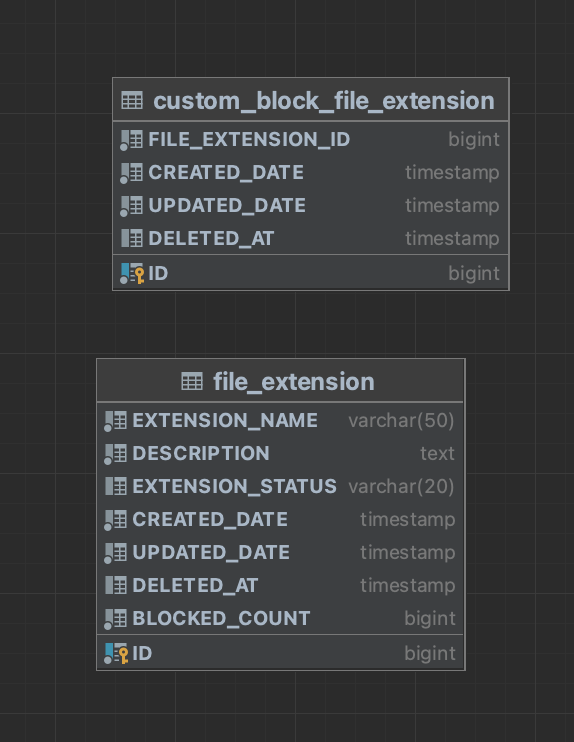 custom_block_file_extension
FILE_EXTENSION_ID bigint
CREATED_DATE timestamp
UPDATED_DATE timestamp
DELETED_AT timestamp
ID bigint
file_extension
EXTENSION_NAME varchar(50)
DESCRIPTION text
EXTENSION_STATUS varchar(20)
CREATED_DATE timestamp
UPDATED_DATE timestamp
DELETED_AT timestamp
BLOCKED_COUNT bigint
ID bigint